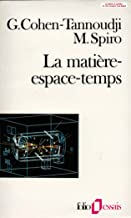 G.Cohen-Tannoudji
M.Spiro
La matière-
espace-temps
folio essais